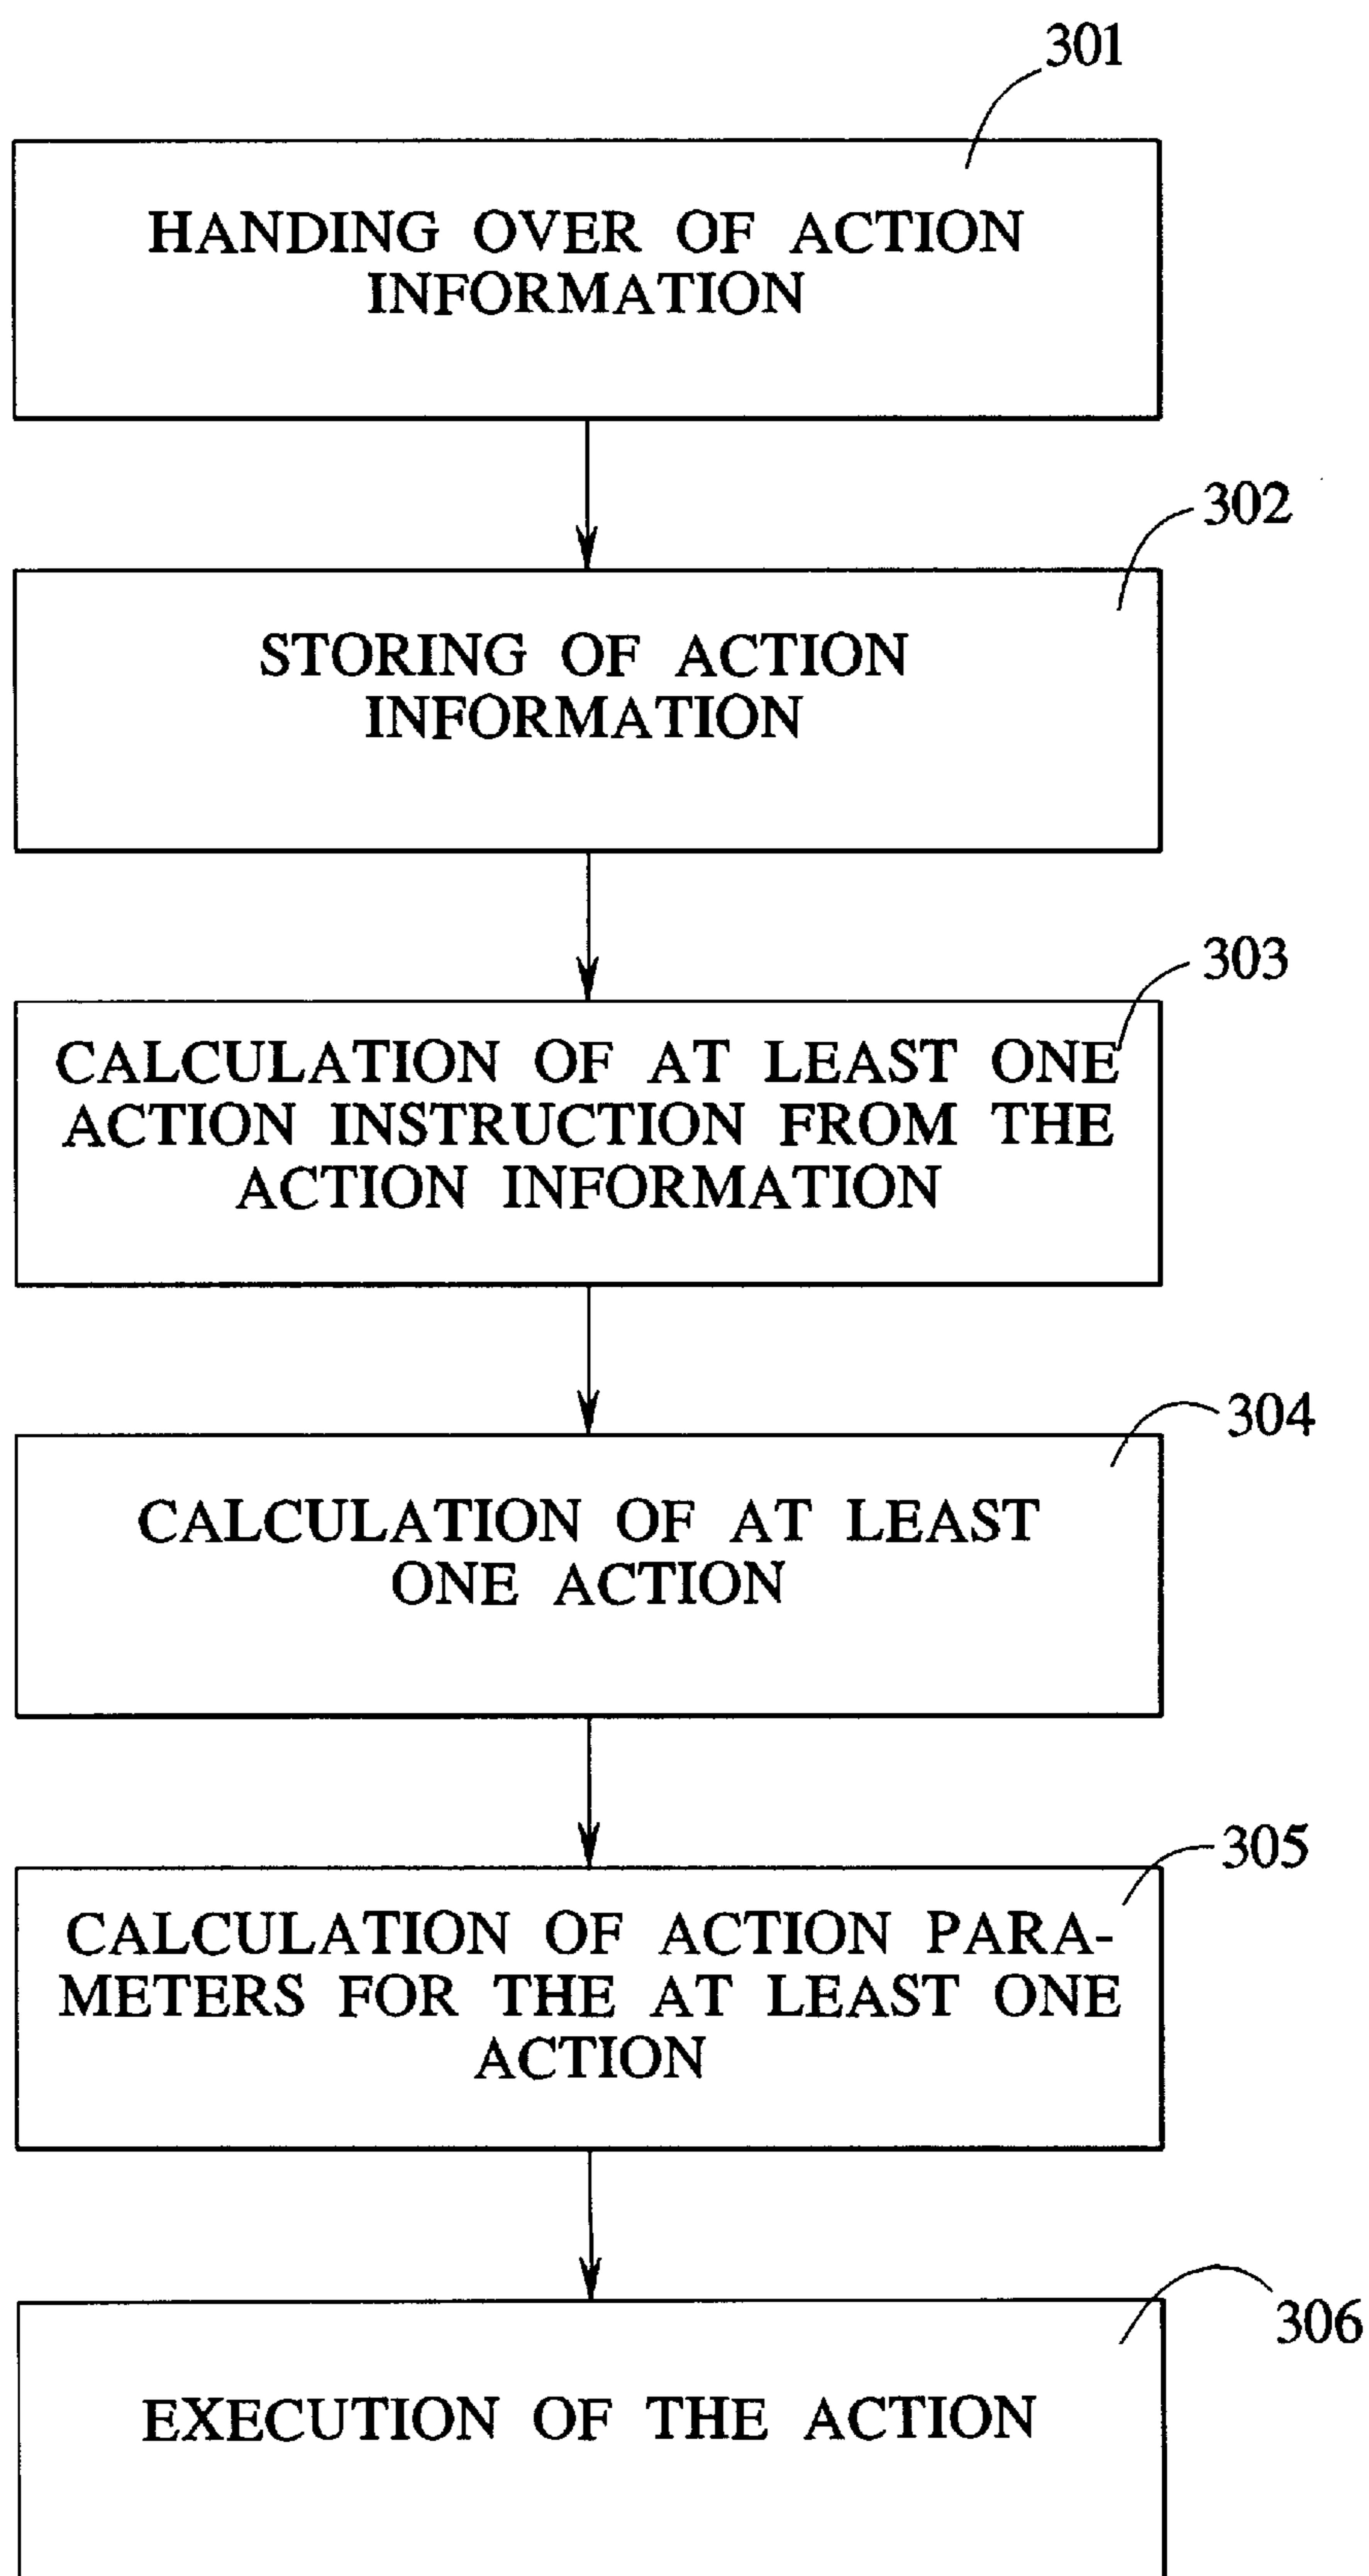 301
HANDING OVER OF ACTION
INFORMATION
302
STORING OF ACTION
INFORMATION
303
CALCULATION OF AT LEAST ONE
ACTION INSTRUCTION FROM THE
ACTION INFORMATION
304
CALCULATION OF AT LEAST
ONE ACTION
305
CALCULATION OF ACTION PARA-
METERS FOR THE AT LEAST ONE
ACTION
306
EXECUTION OF THE ACTION